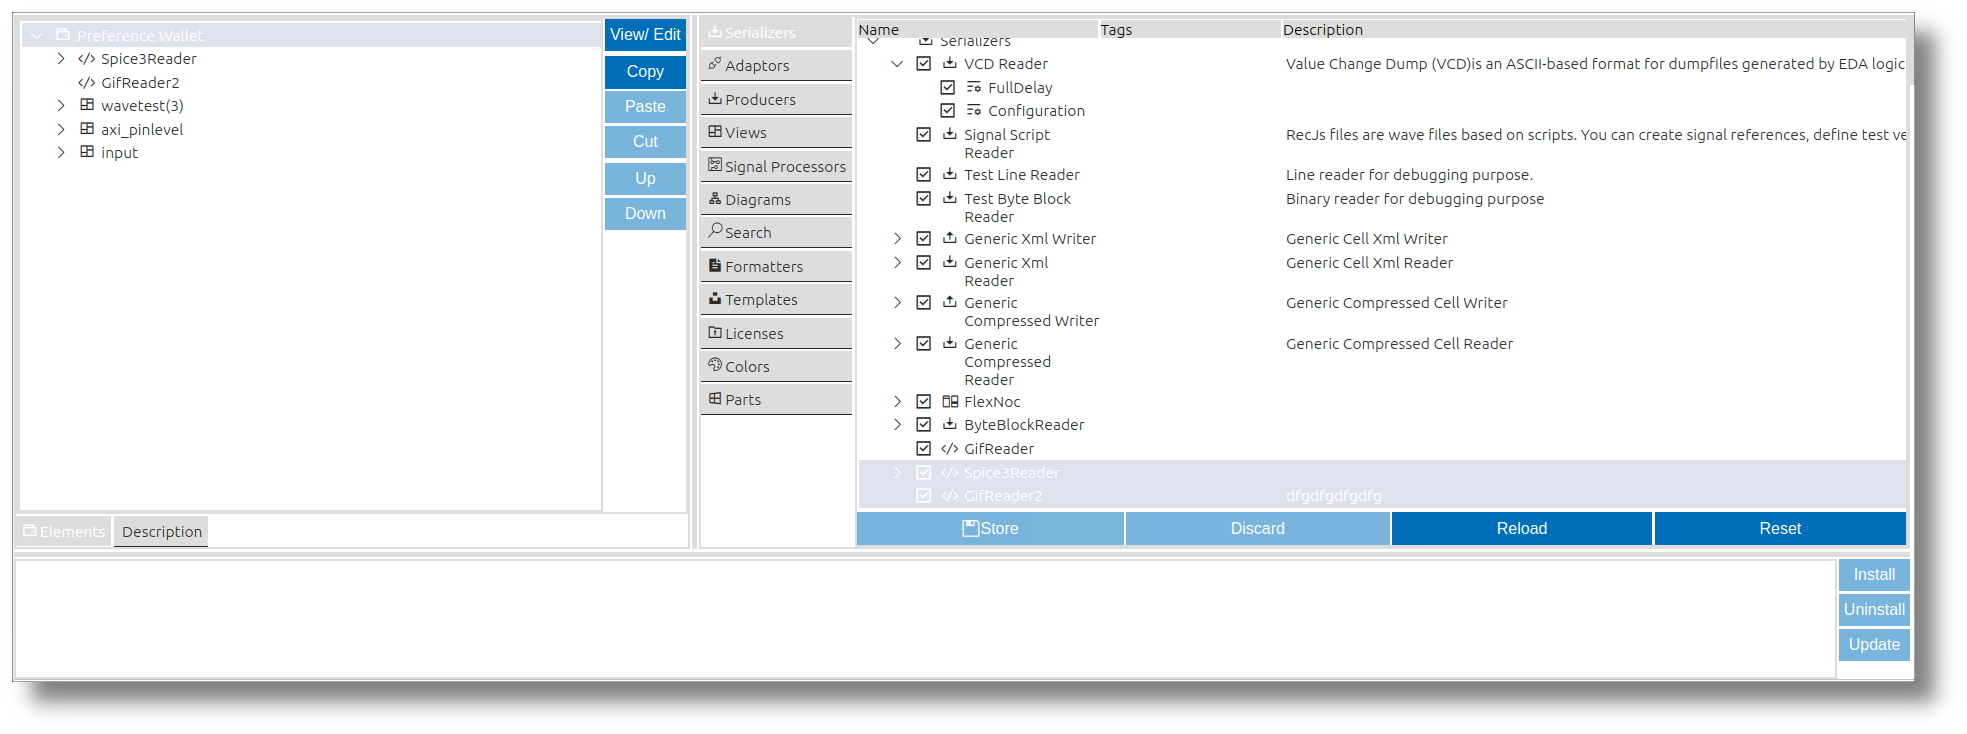 Preference Wallet
Spice3Reader
GifReader2
wavetest(3)
axi_pinlevel
input
View/ Edit
Copy
Paste
Cut
Up
Down
Elements
Description
Serializers
Adaptors
Producers
Views
Signal Processors
Diagrams
Search
Formatters
Templates
Licenses
Colors
Parts
Name Tags Description
Serializers
VCD Reader Value Change Dump (VCD)is an ASCII-based format for dumpfiles generated by EDA logic
FullDelay
Configuration
Signal Script RecJs files are wave files based on scripts. You can create signal references, define test ve
Reader
Test Line Reader Line reader for debugging purpose.
Test Byte Block Binary reader for debugging purpose
Reader
Generic Xml Writer Generic Cell Xml Writer
Generic Xml Generic Cell Xml Reader
Reader
Generic Generic Compressed Cell Writer
Compressed Writer
Generic Generic Compressed Cell Reader
Compressed
Reader
FlexNoc
ByteBlockReader
GifReader
Spice3Reader
GifReader2 dfgdfgdfgdfg
Store Discard Reload Reset
Install
Uninstall
Update